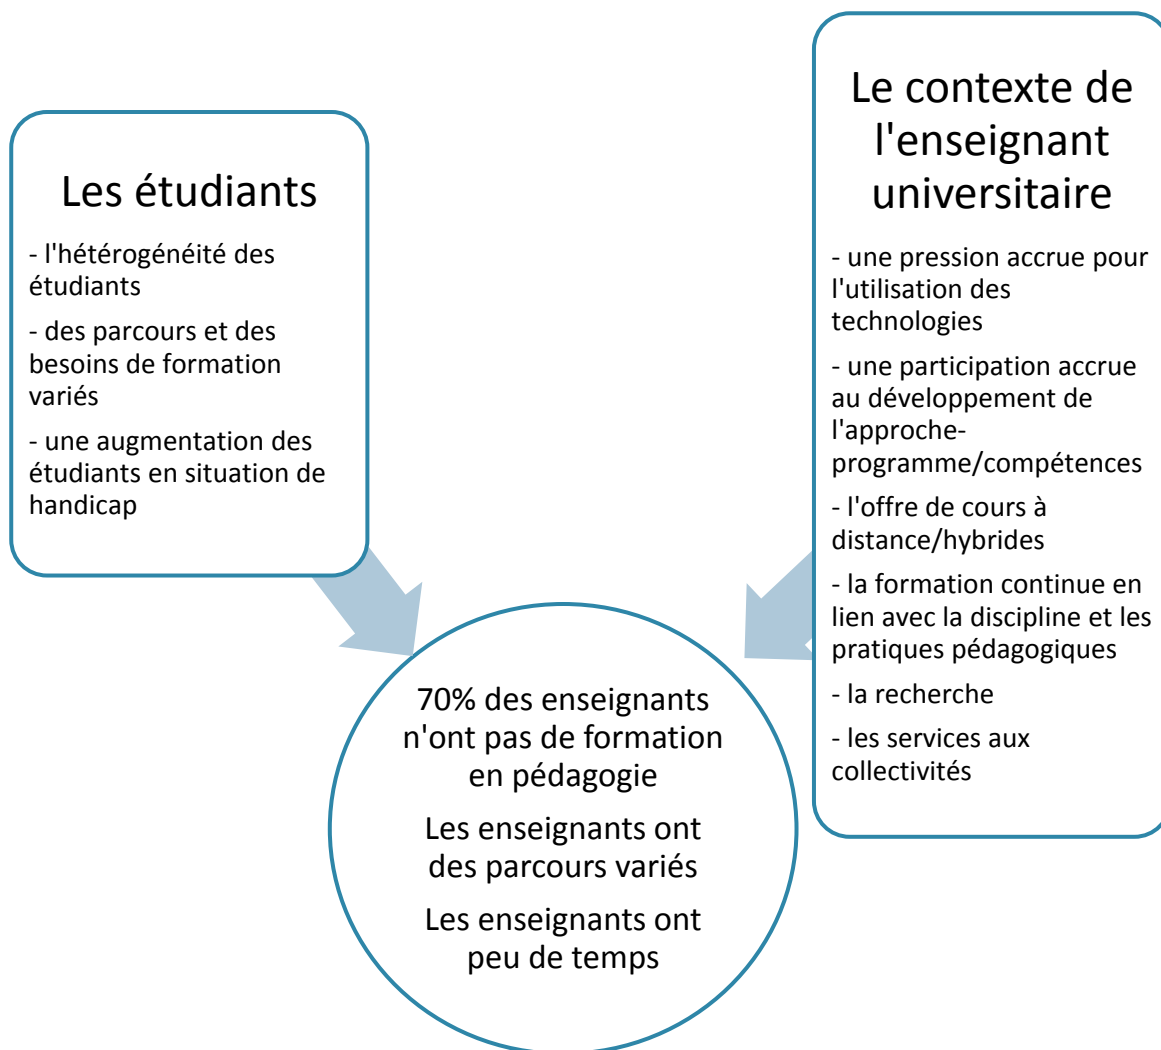 Les étudiants
- l'hétérogénéité des
étudiants
- des parcours et des
besoins de formation
variés
- une augmentation des
étudiants en situation de
handicap
Le contexte de
l'enseignant
universitaire
- une pression accrue pour
l'utilisation des
technologies
- une participation accrue
au développement de
l'approche-
programme/compétences
- l'offre de cours à
distance/hybrides
- la formation continue en
lien avec la discipline et les
pratiques pédagogiques
- la recherche
- les services aux
collectivités
70% des enseignants
n'ont pas de formation
en pédagogie
Les enseignants ont
des parcours variés
Les enseignants ont
peu de temps